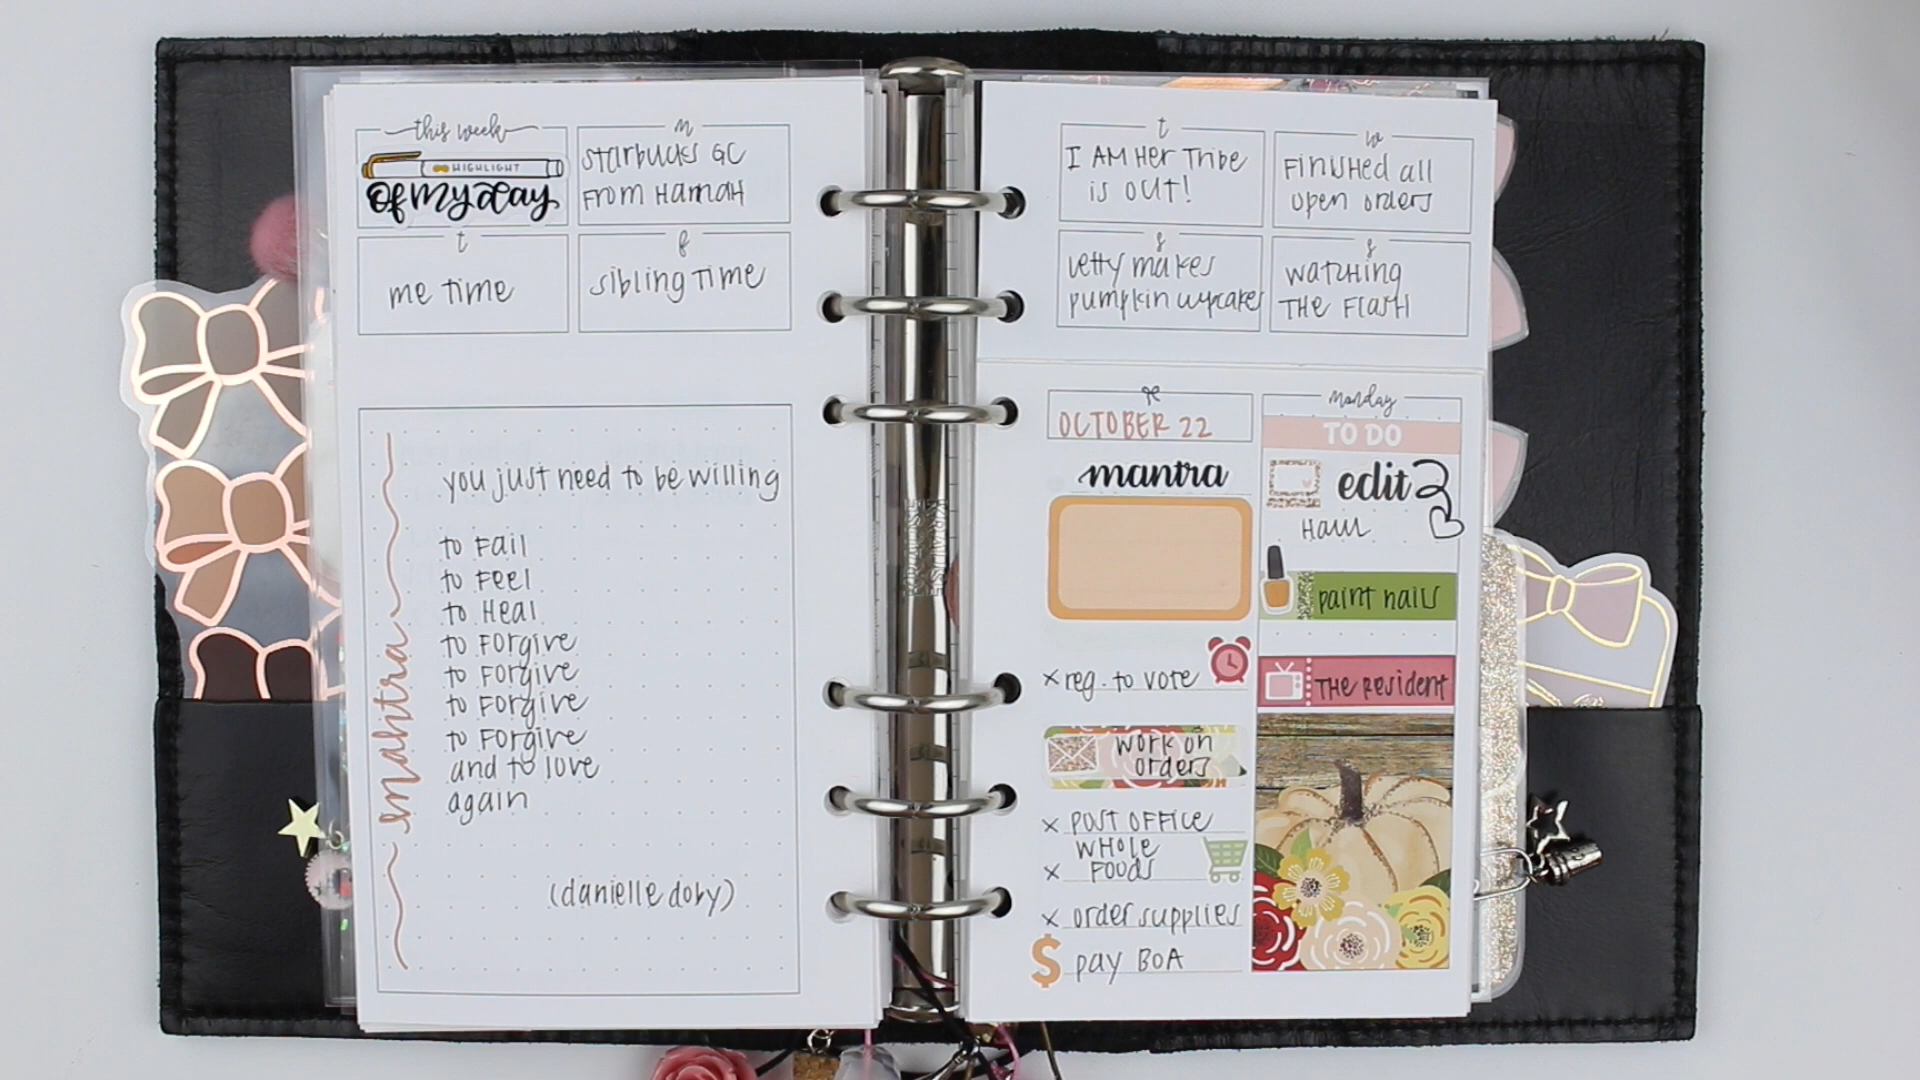 this week
HIGHLIGHT
of my day
m
Starbucks GC
From Hannah
t
me time
f
sibling Time
you just need to be willing
to Fail
to Feel
to Heal
to Forgive
to Forgive
to Forgive
to Forgive
and to love
again
(danielle doby)
mantra
t
I AM Her Tribe
is out!
w
Finished all
open orders
s
Letty makes
pumpkin cupcakes
s
watching
THE Flash
OCTOBER 22
mantra
x reg. to vote
work on
orders
x post office
x WHole
Foods
x order supplies
$ pay BOA
monday
TO DO
edit
Haul
paint nails
THE Resident